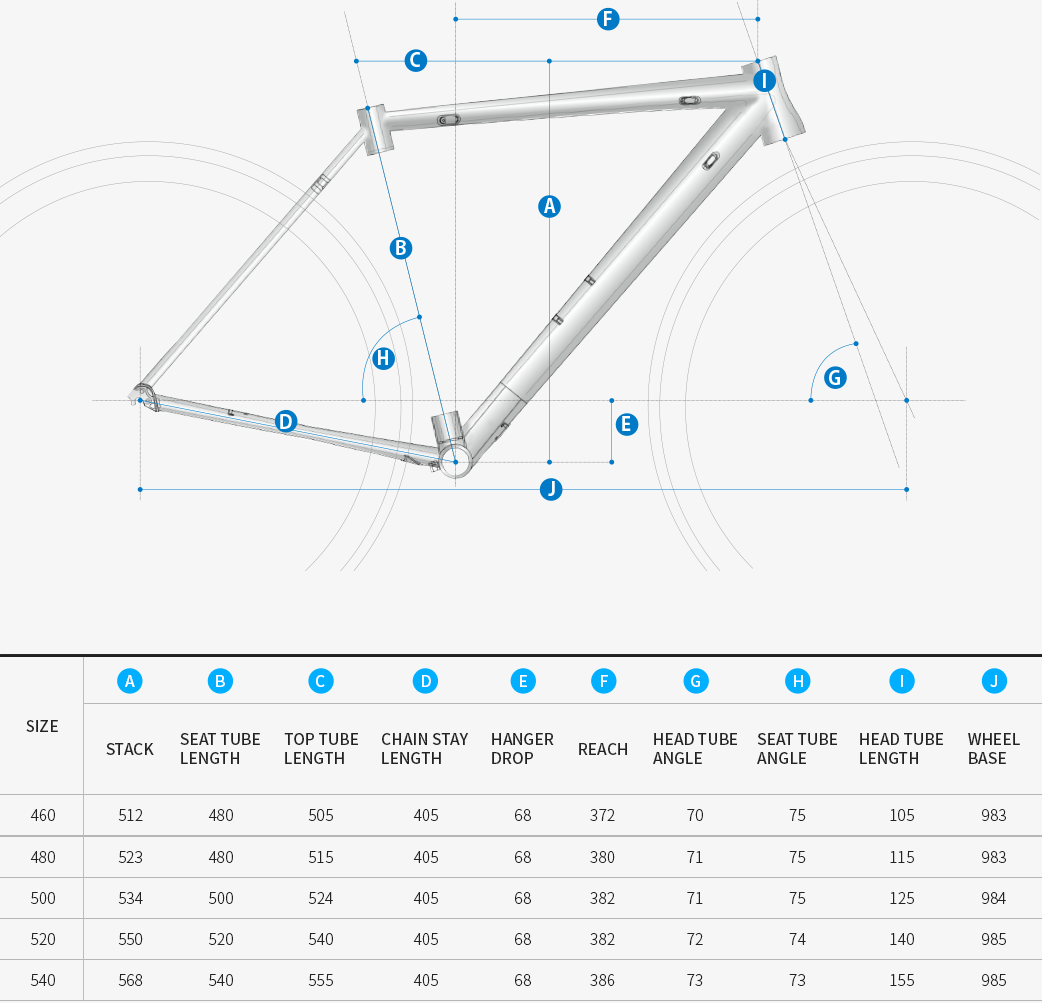 F
C
I
A
B
H
G
D
E
J
A B C D E F G H I J
SIZE
STACK SEAT TUBE LENGTH TOP TUBE LENGTH CHAIN STAY LENGTH HANGER DROP REACH HEAD TUBE ANGLE SEAT TUBE ANGLE HEAD TUBE LENGTH WHEEL BASE
460 512 480 505 405 68 372 70 75 105 983
480 523 480 515 405 68 380 71 75 115 983
500 534 500 524 405 68 382 71 75 125 984
520 550 520 540 405 68 382 72 74 140 985
540 568 540 555 405 68 386 73 73 155 985